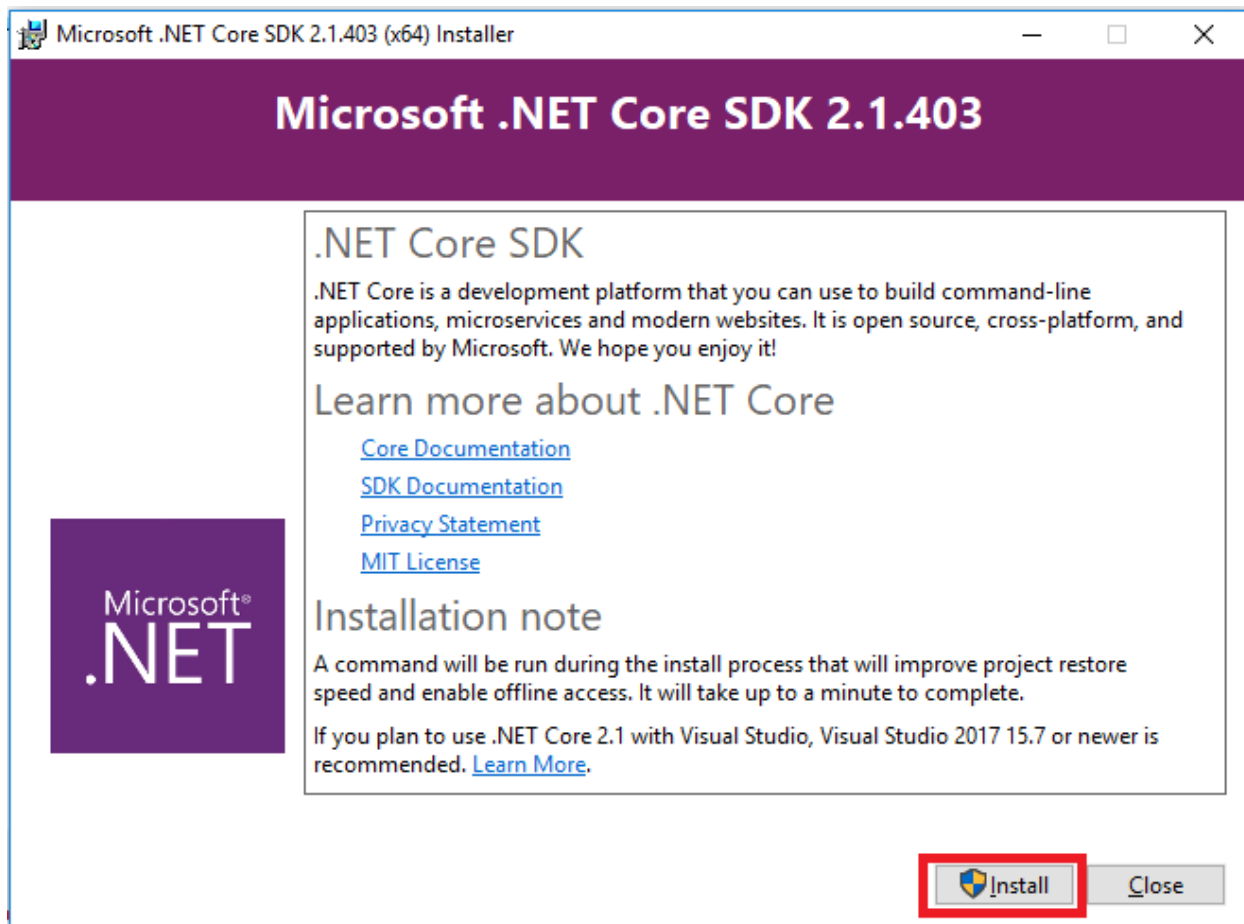 Microsoft .NET Core SDK 2.1.403 (x64) Installer
Microsoft .NET Core SDK 2.1.403
.NET Core SDK
.NET Core is a development platform that you can use to build command-line
applications, microservices and modern websites. It is open source, cross-platform, and
supported by Microsoft. We hope you enjoy it!
Learn more about .NET Core
Core Documentation
SDK Documentation
Privacy Statement
MIT License
Microsoft®
.NET
Installation note
A command will be run during the install process that will improve project restore
speed and enable offline access. It will take up to a minute to complete.
If you plan to use .NET Core 2.1 with Visual Studio, Visual Studio 2017 15.7 or newer is
recommended. Learn More.
Install
Close